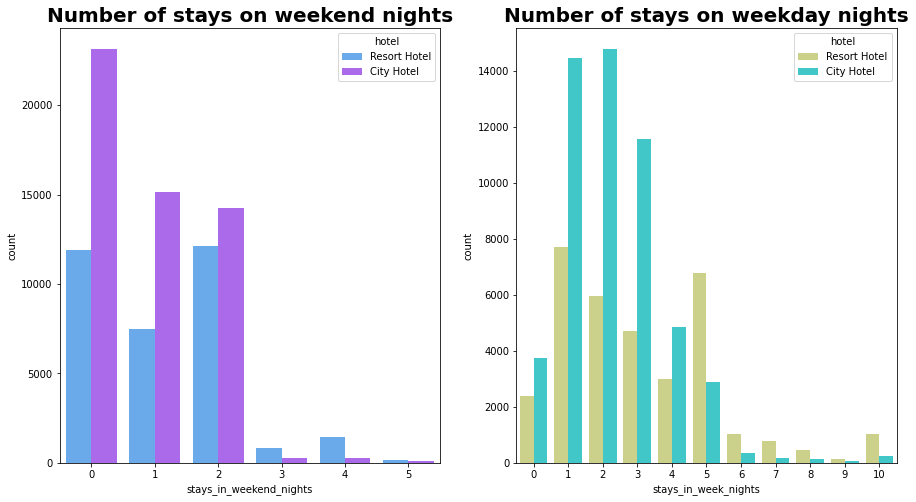 Number of stays on weekend nights
hotel
Resort Hotel
City Hotel
20000
15000
10000
5000
0
count
0 1 2 3 4 5
stays_in_weekend_nights
Number of stays on weekday nights
hotel
Resort Hotel
City Hotel
14000
12000
10000
8000
6000
4000
2000
0
count
0 1 2 3 4 5 6 7 8 9 10
stays_in_week_nights